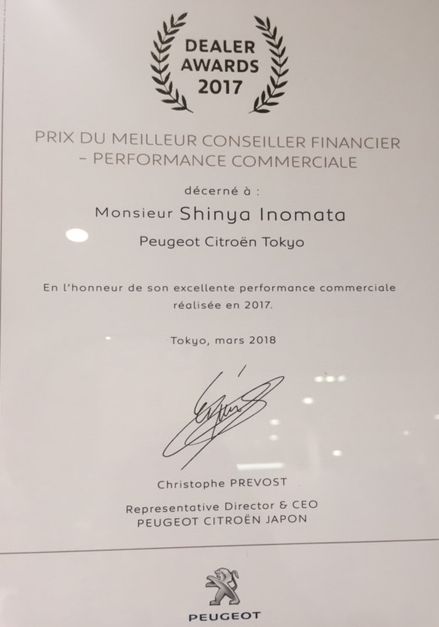 DEALER
AWARDS
2017
PRIX DU MEILLEUR CONSEILLER FINANCIER
– PERFORMANCE COMMERCIALE
décerné à :
Monsieur Shinya Inomata
Peugeot Citroën Tokyo
En l'honneur de son excellente performance commerciale
réalisée en 2017.
Tokyo, mars 2018
Christophe PREVOST
Representative Director & CEO
PEUGEOT CITROËN JAPON
PEUGEOT